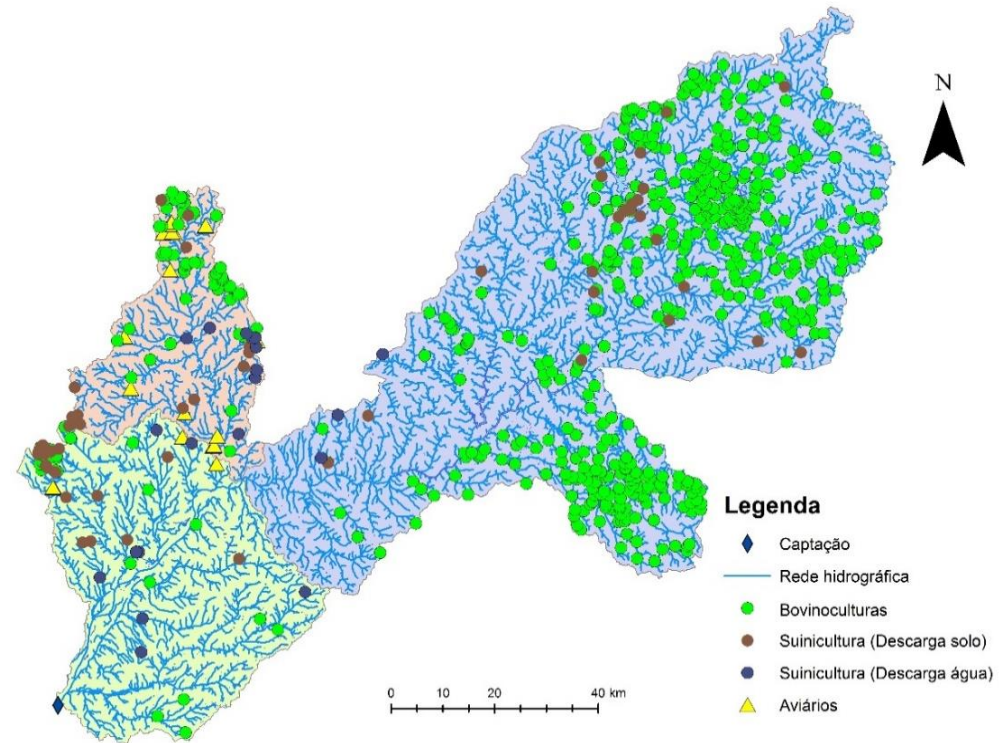 N
Legenda
Captação
Rede hidrográfica
Bovinoculturas
Suinicultura (Descarga solo)
Suinicultura (Descarga água)
Aviários
0 10 20 40 km